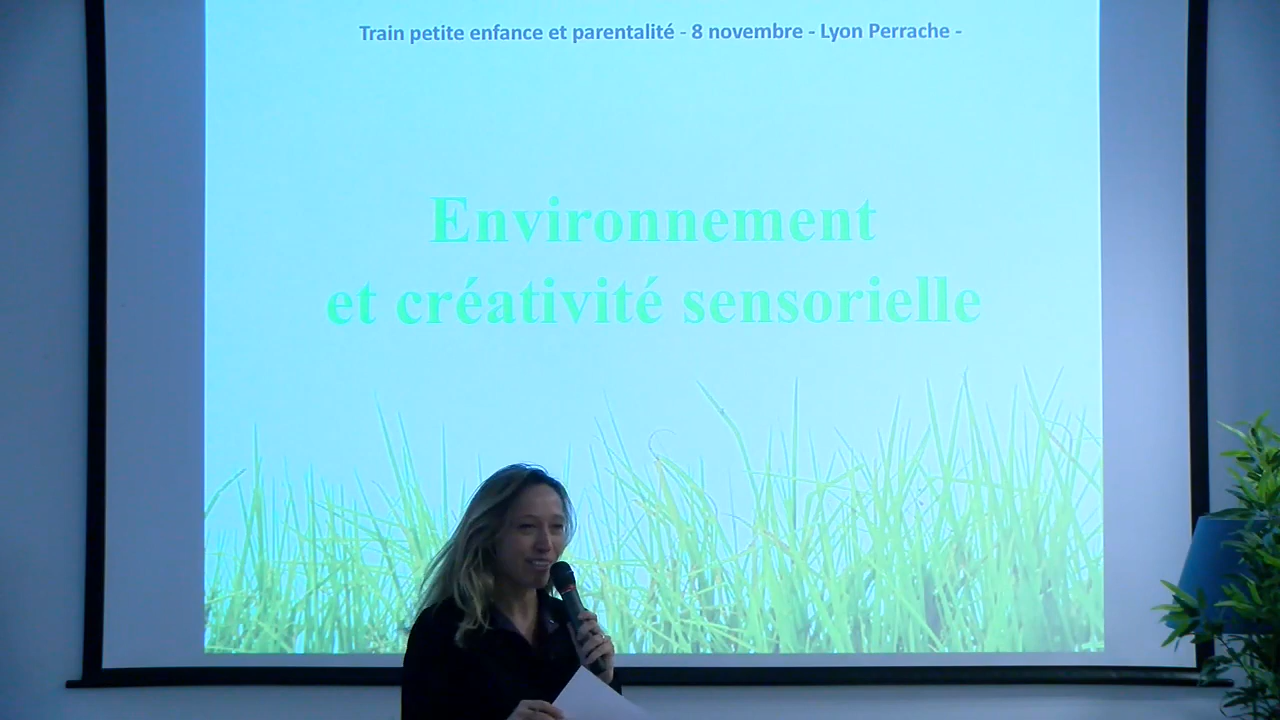 Train petite enfance et parentalité - 8 novembre - Lyon Perrache -
Environnement
et créativité sensorielle